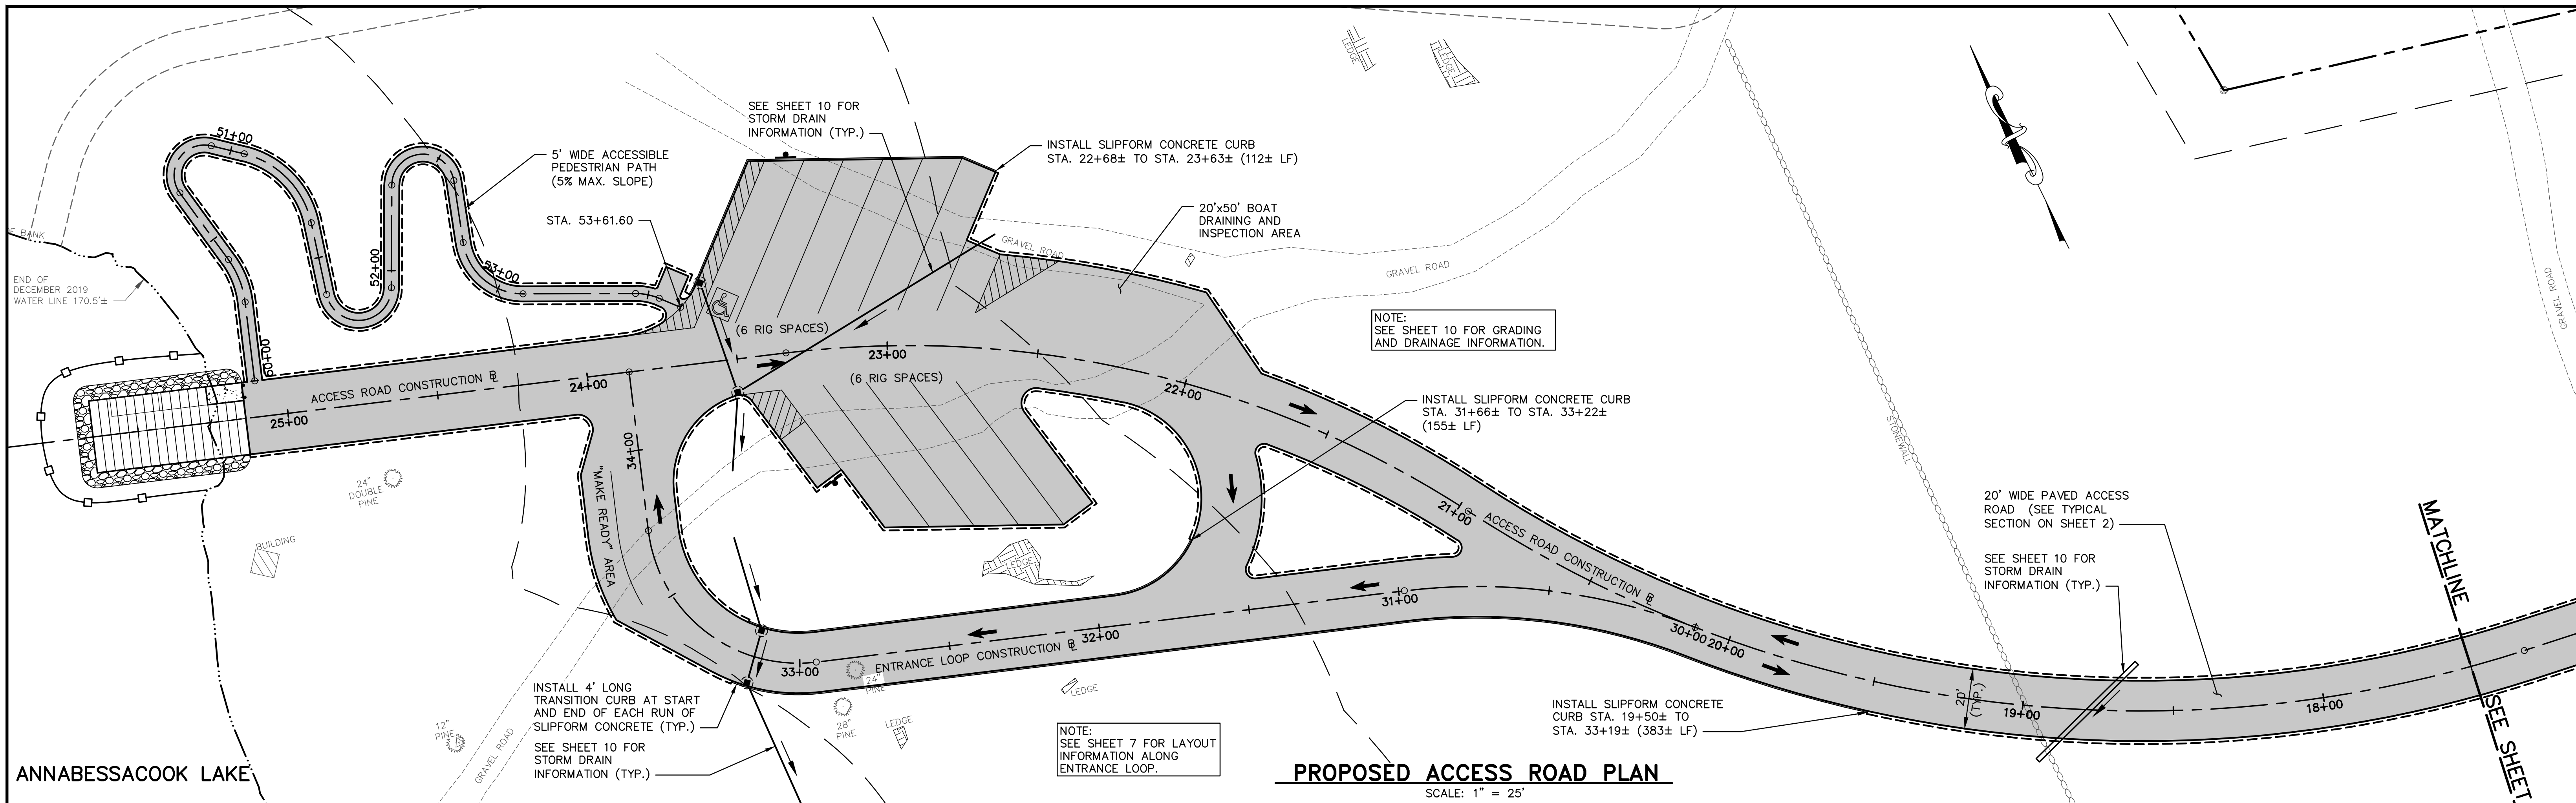 51+00
5' WIDE ACCESSIBLE
PEDESTRIAN PATH
(5% MAX. SLOPE)
SEE SHEET 10 FOR
STORM DRAIN
INFORMATION (TYP.)
INSTALL SLIPFORM CONCRETE CURB
STA. 22+68± TO STA. 23+63± (112± LF)
LEDGE
LEDGE
STA. 53+61.60
20'x50' BOAT
DRAINING AND
INSPECTION AREA
E BANK
END OF
DECEMBER 2019
WATER LINE 170.5'±
52+00
53+00
GRAVEL ROAD
GRAVEL ROAD
GRAVEL ROAD
(6 RIG SPACES)
NOTE:
SEE SHEET 10 FOR GRADING
AND DRAINAGE INFORMATION.
50+00
ACCESS ROAD CONSTRUCTION ℄
25+00
24+00
23+00
(6 RIG SPACES)
22+00
INSTALL SLIPFORM CONCRETE CURB
STA. 31+66± TO STA. 33+22±
(155± LF)
STONEWALL
34+00
"MAKE READY" AREA
24"
DOUBLE
PINE
BUILDING
21+00
ACCESS ROAD CONSTRUCTION ℄
20' WIDE PAVED ACCESS
ROAD (SEE TYPICAL
SECTION ON SHEET 2)
SEE SHEET 10 FOR
STORM DRAIN
INFORMATION (TYP.)
MATCHLINE
SEE SHEET
LEDGE
31+00
32+00
30+00
20+00
33+00
ENTRANCE LOOP CONSTRUCTION ℄
24"
PINE
28"
PINE
LEDGE
LEDGE
INSTALL 4' LONG
TRANSITION CURB AT START
AND END OF EACH RUN OF
SLIPFORM CONCRETE (TYP.)
SEE SHEET 10 FOR
STORM DRAIN
INFORMATION (TYP.)
12"
PINE
GRAVEL ROAD
INSTALL SLIPFORM CONCRETE
CURB STA. 19+50± TO
STA. 33+19± (383± LF)
20'
(TYP.)
19+00
18+00
NOTE:
SEE SHEET 7 FOR LAYOUT
INFORMATION ALONG
ENTRANCE LOOP.
ANNABESSACOOK LAKE
PROPOSED ACCESS ROAD PLAN
SCALE: 1" = 25'